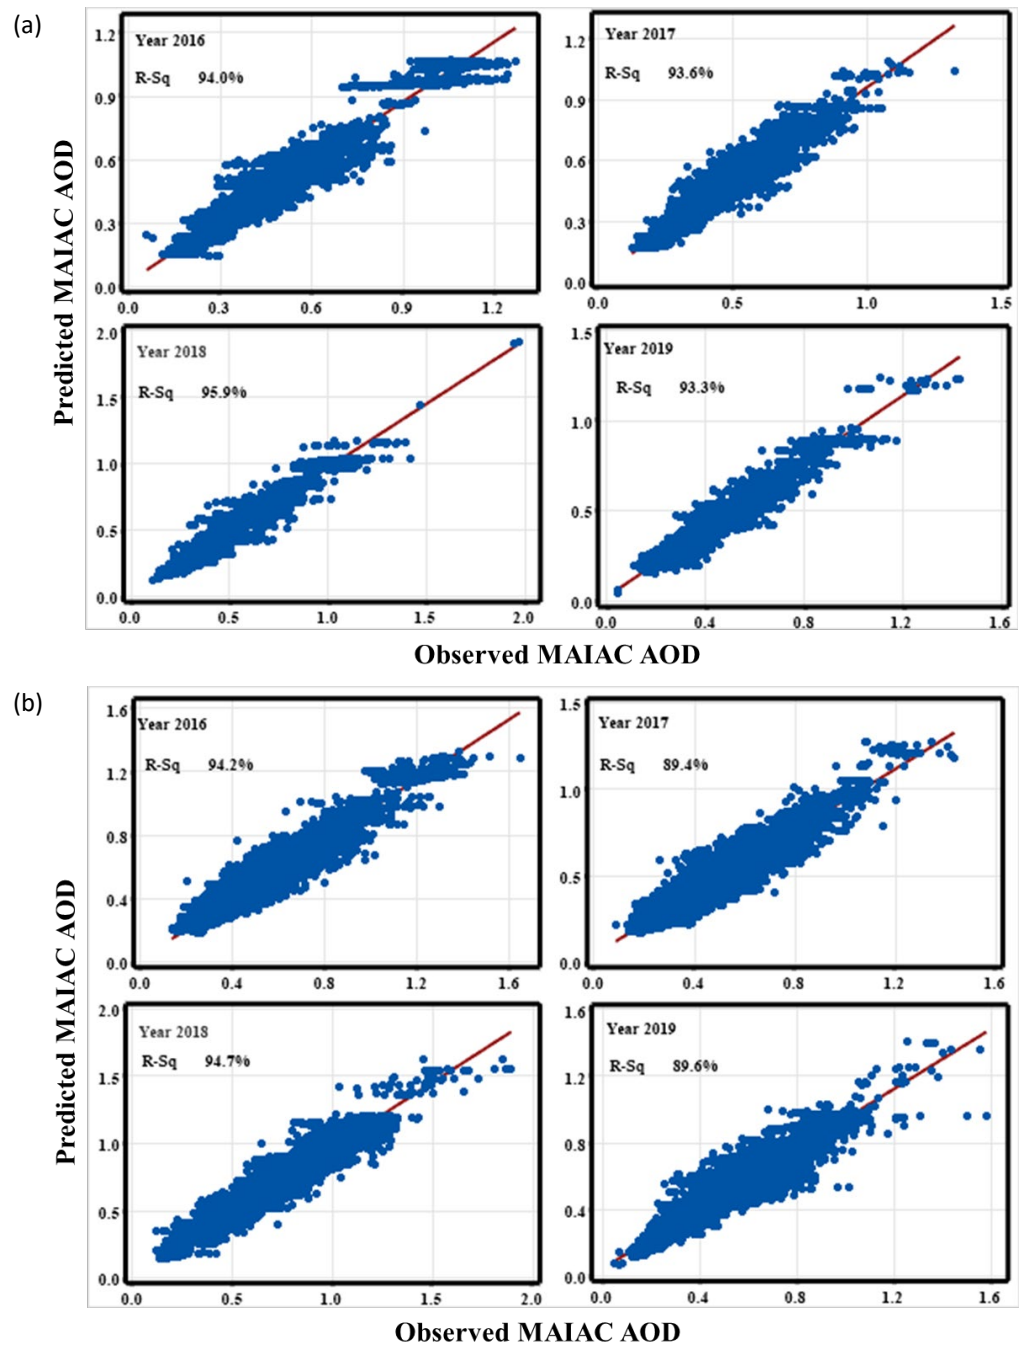 (a)
Year 2016
R-Sq 94.0%
1.2
0.9
0.6
0.3
0.0
0.0 0.3 0.6 0.9 1.2
Year 2017
R-Sq 93.6%
1.2
0.9
0.6
0.3
0.0
0.0 0.5 1.0 1.5
Predicted MAIAC AOD
Year 2018
R-Sq 95.9%
2.0
1.5
1.0
0.5
0.0
0.0 0.5 1.0 1.5 2.0
Year 2019
R-Sq 93.3%
1.5
1.0
0.5
0.0
0.0 0.4 0.8 1.2 1.6
Observed MAIAC AOD
(b)
Year 2016
R-Sq 94.2%
1.6
1.2
0.8
0.4
0.0
0.0 0.4 0.8 1.2 1.6
Year 2017
R-Sq 89.4%
1.5
1.0
0.5
0.0
0.0 0.4 0.8 1.2 1.6
Predicted MAIAC AOD
Year 2018
R-Sq 94.7%
2.0
1.5
1.0
0.5
0.0
0.0 0.5 1.0 1.5 2.0
Year 2019
R-Sq 89.6%
1.6
1.2
0.8
0.4
0.0
0.0 0.4 0.8 1.2 1.6
Observed MAIAC AOD